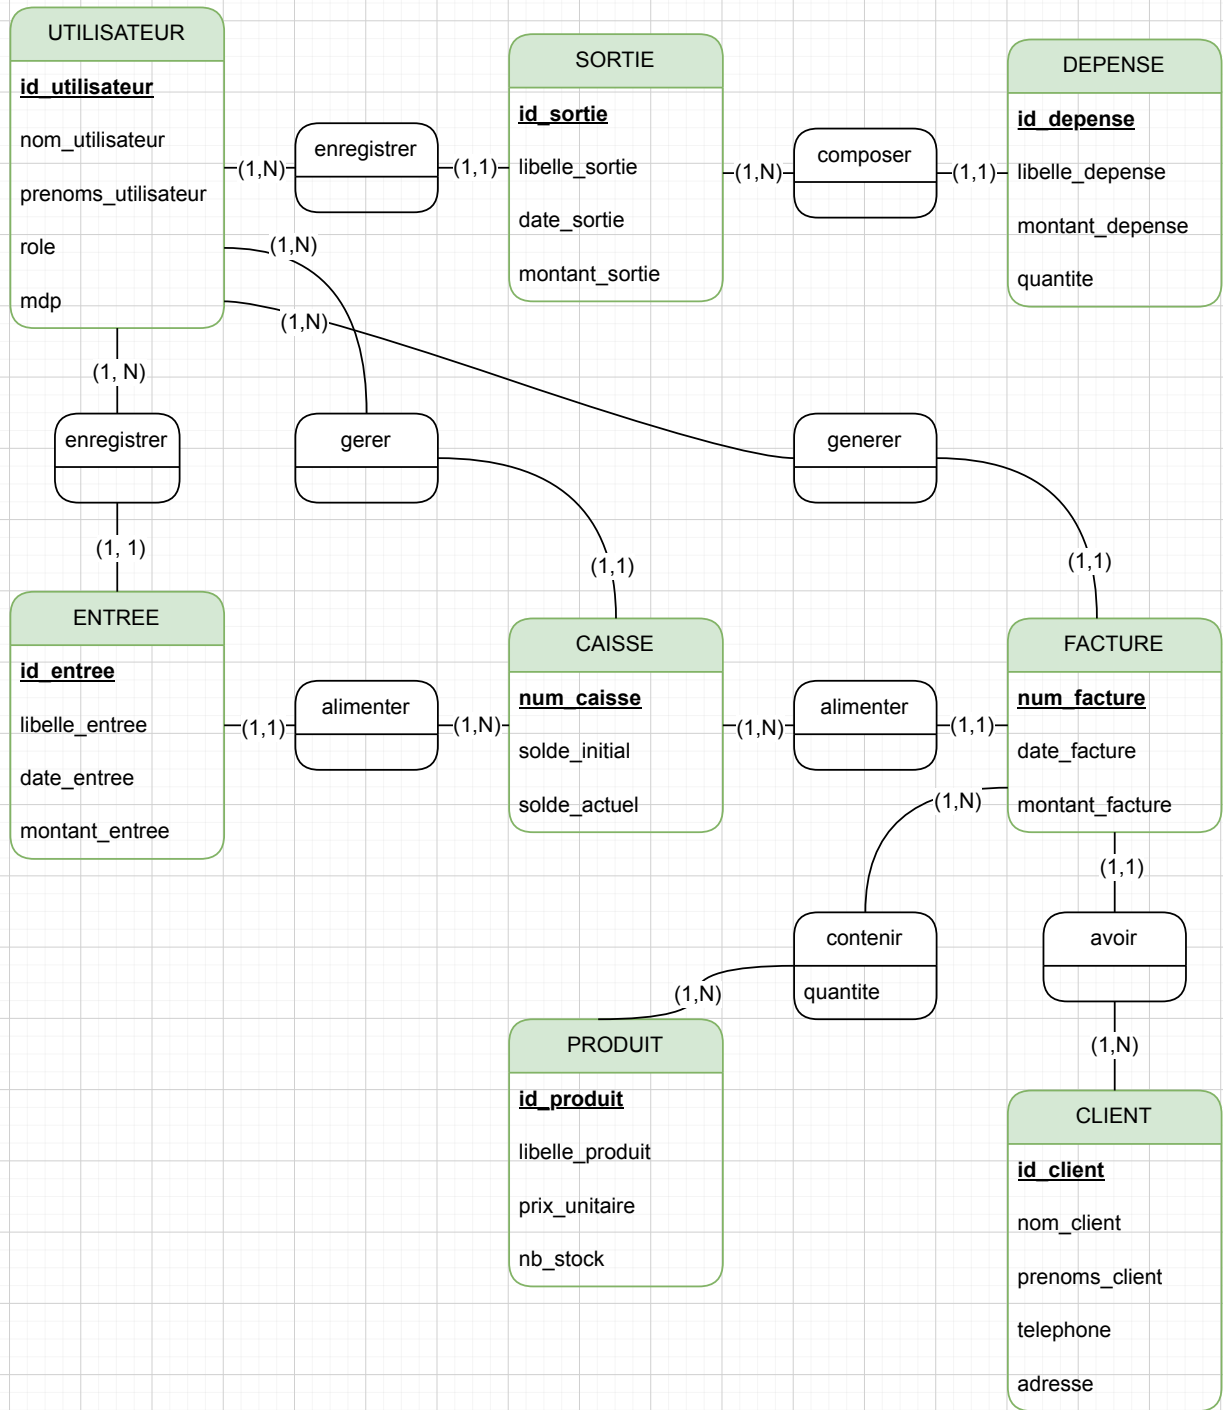 UTILISATEUR
id_utilisateur
nom_utilisateur
prenoms_utilisateur
role
mdp
(1,N)
enregistrer
(1,1)
SORTIE
id_sortie
libelle_sortie
date_sortie
montant_sortie
(1,N)
composer
(1,1)
DEPENSE
id_depense
libelle_depense
montant_depense
quantite
(1,N)
(1,N)
(1, N)
enregistrer
(1, 1)
gerer
(1,1)
generer
(1,1)
ENTREE
id_entree
libelle_entree
date_entree
montant_entree
(1,1)
alimenter
(1,N)
CAISSE
num_caisse
solde_initial
solde_actuel
(1,N)
alimenter
(1,1)
FACTURE
num_facture
date_facture
montant_facture
(1,N)
(1,1)
contenir
quantite
avoir
(1,N)
(1,N)
PRODUIT
id_produit
libelle_produit
prix_unitaire
nb_stock
CLIENT
id_client
nom_client
prenoms_client
telephone
adresse